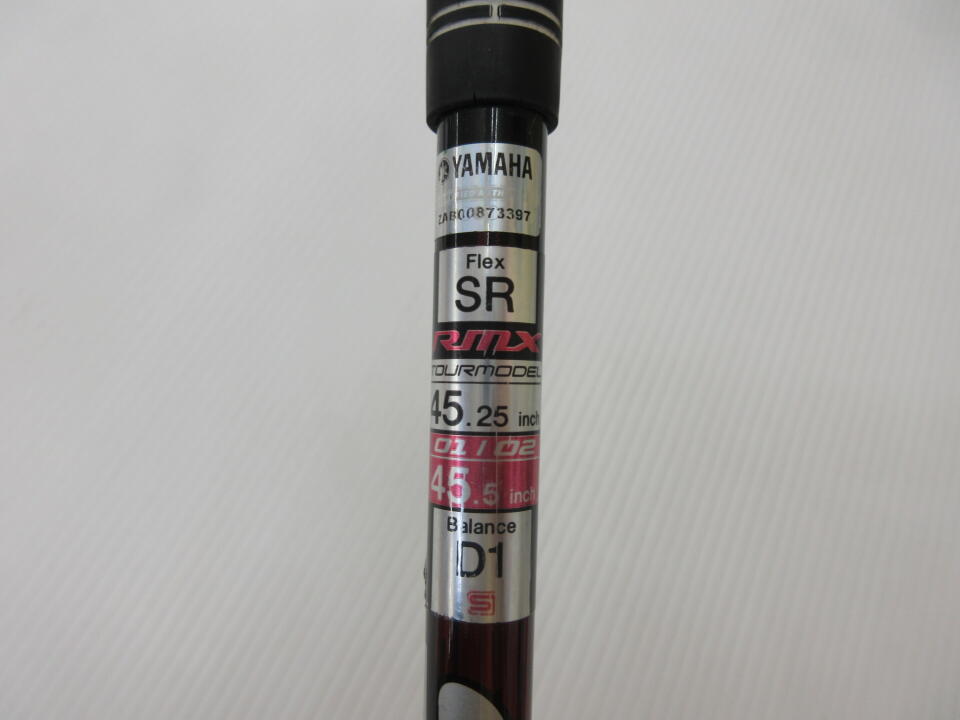 YAMAHA
ZAB00873397
Flex
SR
RMX
TOURMODEL
45.25 inch
01 / 02
45.5 inch
Balance
D1
S